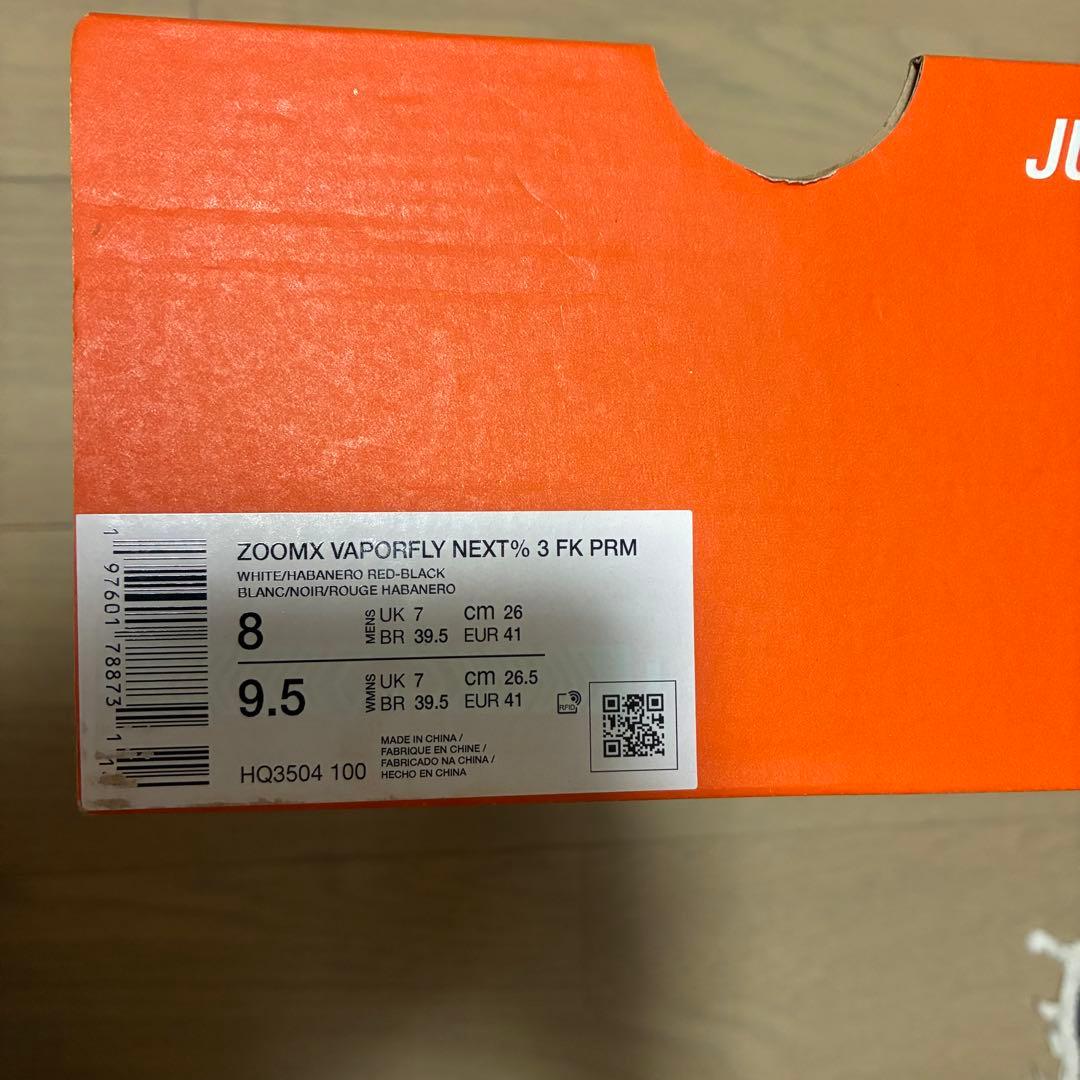 JU
ZOOMX VAPORFLY NEXT% 3 FK PRM
WHITE/HABANERO RED-BLACK
BLANC/NOIR/ROUGE HABANERO
8 MENS UK 7 cm 26
BR 39.5 EUR 41
9.5 WMNS UK 7 cm 26.5
BR 39.5 EUR 41
RFID
MADE IN CHINA /
FABRIQUE EN CHINE /
FABRICADO NA CHINA /
HECHO EN CHINA
HQ3504 100
1 97601 78873 1